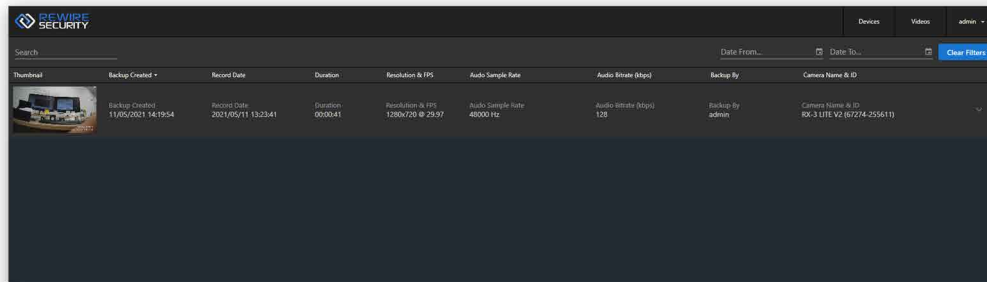 REWIRE
SECURITY
Devices Videos admin
Search Date From... Date To... Clear Filters
Thumbnail Backup Created Record Date Duration Resolution & FPS Audo Sample Rate Audio Bitrate (kbps) Backup By Camera Name & ID
Backup Created Record Date Duration Resolution & FPS Audo Sample Rate Audio Bitrate (kbps) Backup By Camera Name & ID
11/05/2021 14:19:54 2021/05/11 13:23:41 00:00:41 1280x720 @ 29.97 48000 Hz 128 admin RX-3 LITE V2 (67274-255611)